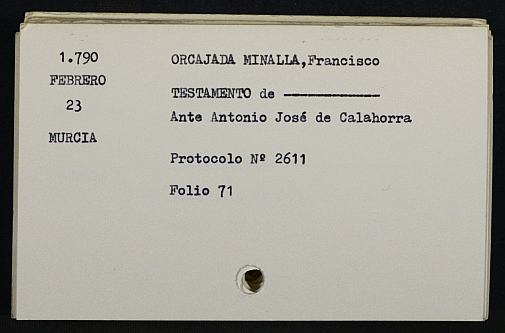 1.790
FEBRERO
23
MURCIA
ORCAJADA MINALLA,Francisco
TESTAMENTO de ------------
Ante Antonio José de Calahorra
Protocolo Nº 2611
Folio 71